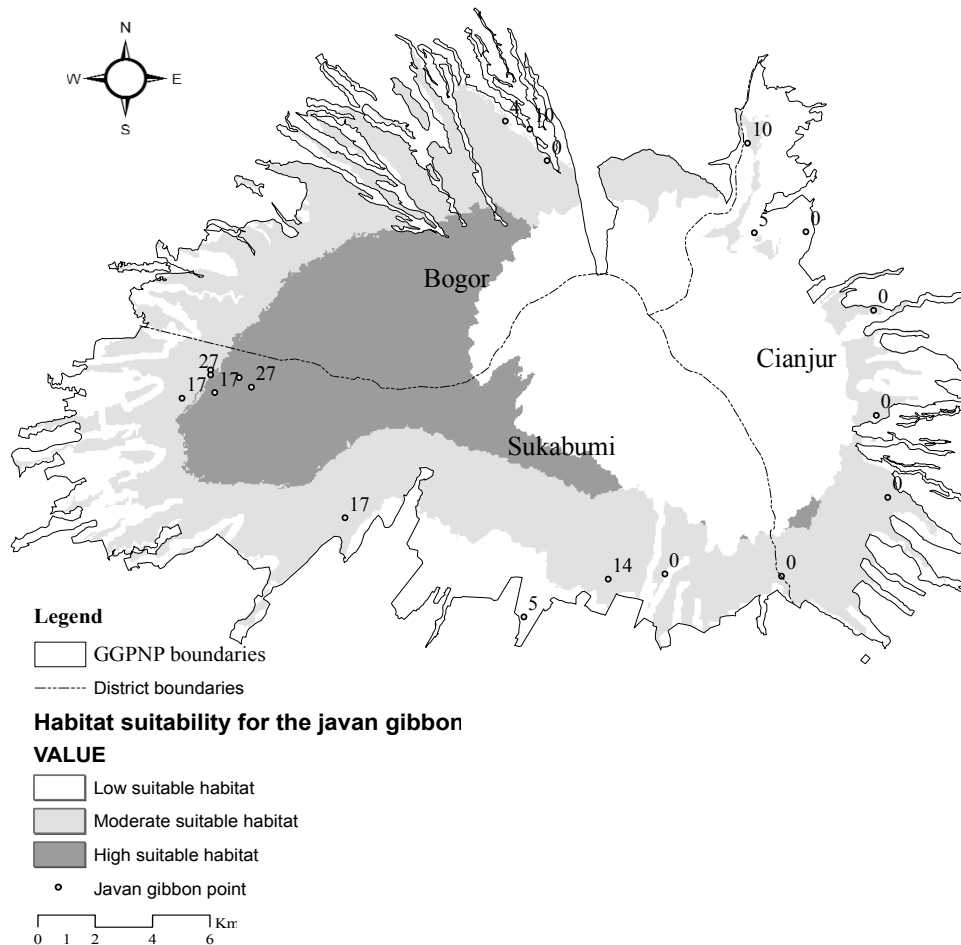 N
W E
S
4 10
0
10
5 0
Bogor
0
Cianjur
27
17 17 27
0
Sukabumi
0
17
14 0 0
5
Legend
GGPNP boundaries
District boundaries
Habitat suitability for the javan gibbon
VALUE
Low suitable habitat
Moderate suitable habitat
High suitable habitat
Javan gibbon point
Km
0 1 2 4 6